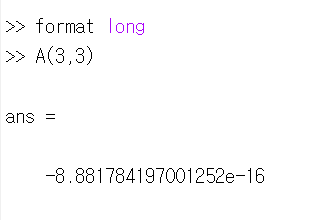 >> format long
>> A(3,3)
ans =
-8.881784197001252e-16